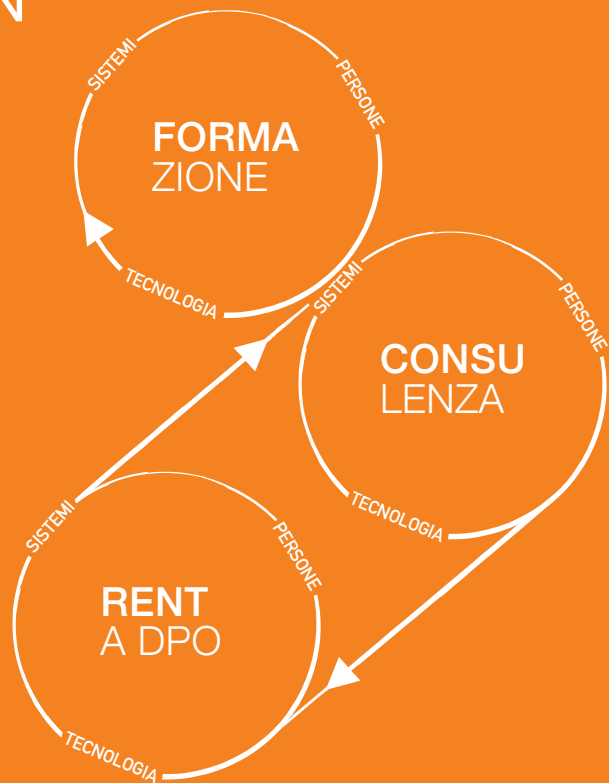 SISTEMI
PERSONE
FORMA
ZIONE
TECNOLOGIA
SISTEMI
PERSONE
CONSU
LENZA
TECNOLOGIA
SISTEMI
PERSONE
RENT
A DPO
TECNOLOGIA